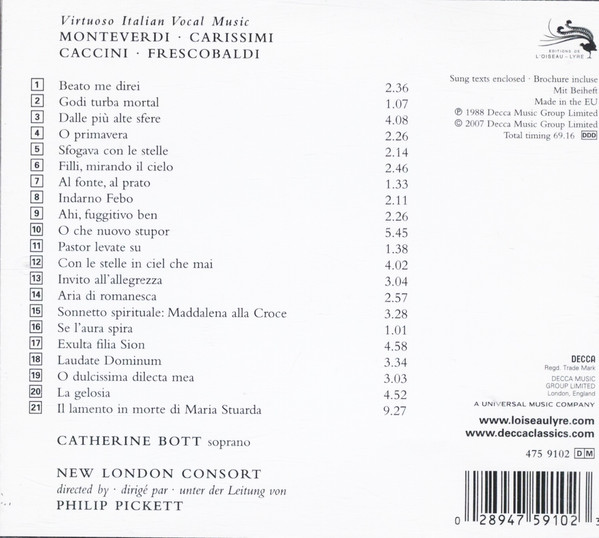 Virtuoso Italian Vocal Music
MONTEVERDI · CARISSIMI
CACCINI · FRESCOBALDI
1 Beato me direi 2.36
2 Godi turba mortal 1.07
3 Dalle più alte sfere 4.08
4 O primavera 2.26
5 Sfogava con le stelle 2.14
6 Filli, mirando il cielo 2.46
7 Al fonte, al prato 1.33
8 Indarno Febo 2.11
9 Ahi, fuggitivo ben 2.26
10 O che nuovo stupor 5.45
11 Pastor levate su 1.38
12 Con le stelle in ciel che mai 4.02
13 Invito all'allegrezza 3.04
14 Aria di romanesca 2.57
15 Sonnetto spirituale: Maddalena alla Croce 3.28
16 Se l'aura spira 1.01
17 Exulta filia Sion 4.58
18 Laudate Dominum 3.34
19 O dulcissima dilecta mea 3.03
20 La gelosia 4.52
21 Il lamento in morte di Maria Stuarda 9.27
CATHERINE BOTT soprano
NEW LONDON CONSORT
directed by · dirigé par · unter der Leitung von
PHILIP PICKETT
EDITIONS DE
L'OISEAU-LYRE
Sung texts enclosed · Brochure incluse
Mit Beiheft
Made in the EU
℗ 1988 Decca Music Group Limited
© 2007 Decca Music Group Limited
Total timing 69.16 DDD
DECCA
Regd. Trade Mark
DECCA MUSIC
GROUP LIMITED
London, England
A UNIVERSAL MUSIC COMPANY
www.loiseaulyre.com
www.deccaclassics.com
475 9102 DM
0 28947 59102 3